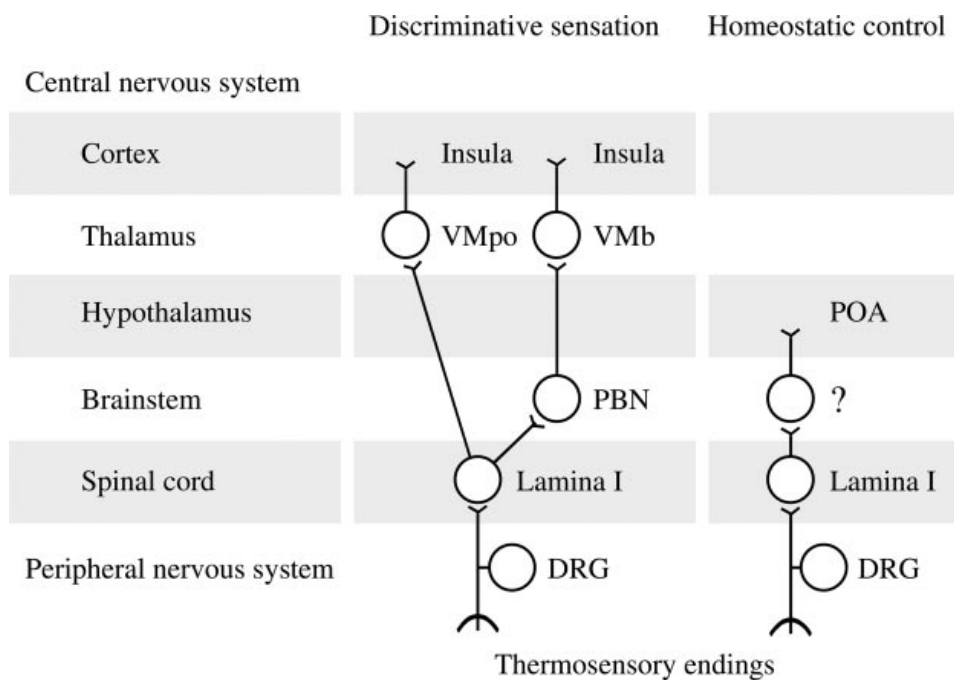 Discriminative sensation Homeostatic control
Central nervous system
Cortex Insula Insula
Thalamus VMpo VMb
Hypothalamus POA
Brainstem PBN ?
Spinal cord Lamina I Lamina I
Peripheral nervous system DRG DRG
Thermosensory endings